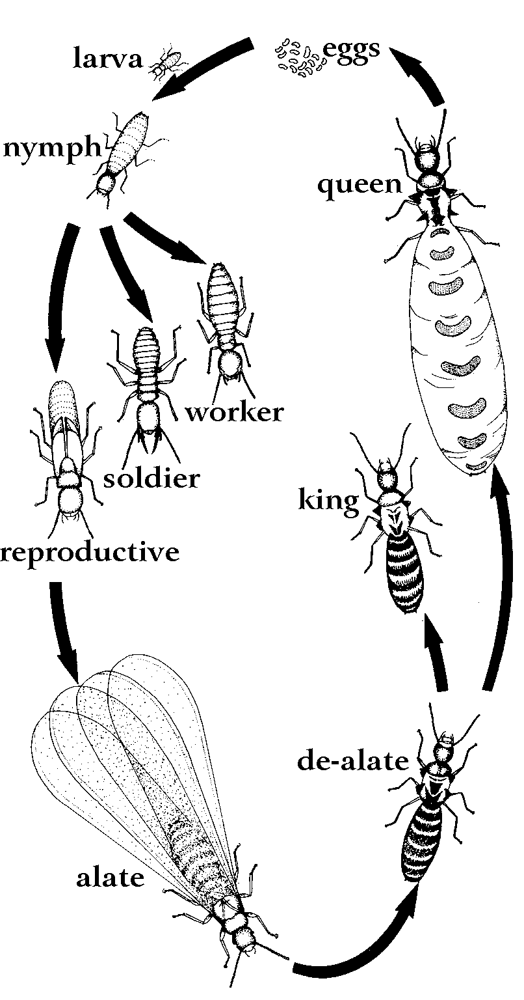 larva
eggs
nymph
queen
worker
soldier
king
reproductive
de-alate
alate